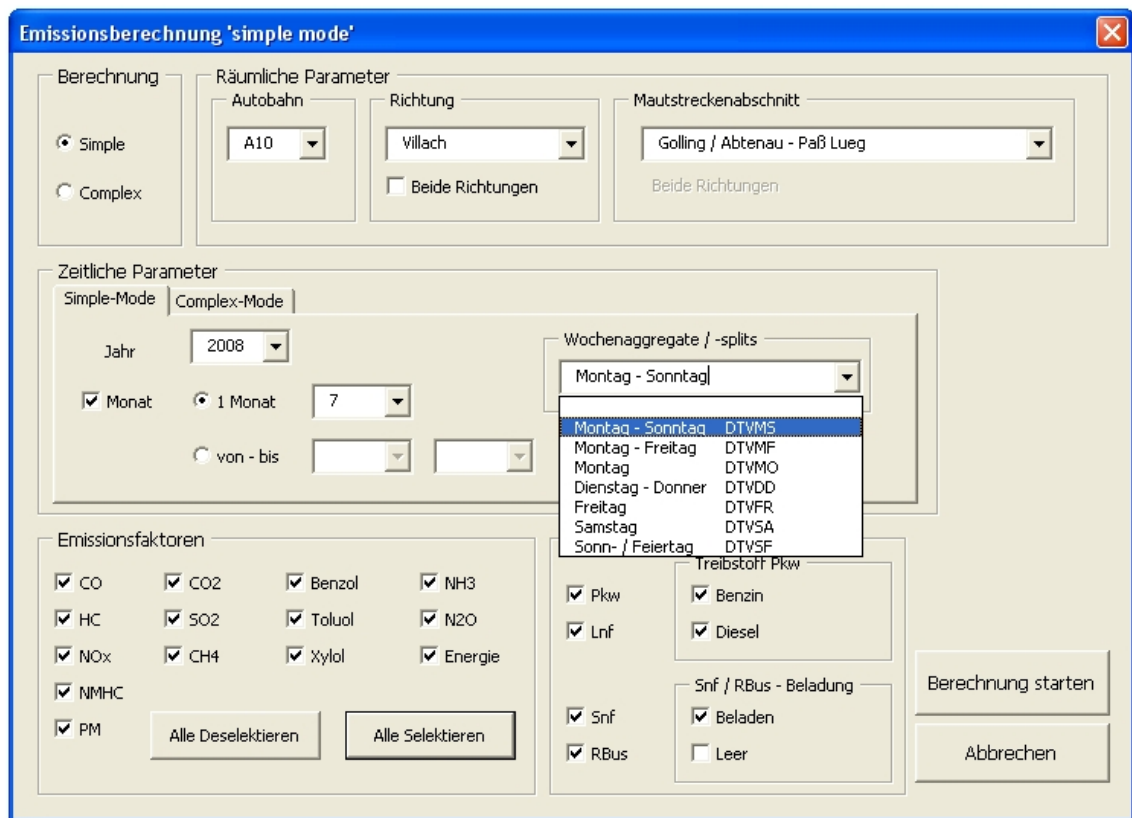 Emissionsberechnung 'simple mode'
Berechnung
Simple
Complex
Räumliche Parameter
Autobahn
A10
Richtung
Villach
Beide Richtungen
Mautstreckenabschnitt
Golling / Abtenau - Paß Lueg
Beide Richtungen
Zeitliche Parameter
Simple-Mode
Complex-Mode
Jahr
2008
Monat
1 Monat
7
von - bis
Wochenaggregate / -splits
Montag - Sonntag
Montag - Sonntag DTVMS
Montag - Freitag DTVMF
Montag DTVMO
Dienstag - Donner DTVDD
Freitag DTVFR
Samstag DTVSA
Sonn- / Feiertag DTVSF
Emissionsfaktoren
CO
CO2
Benzol
NH3
HC
SO2
Toluol
N2O
NOx
CH4
Xylol
Energie
NMHC
PM
Alle Deselektieren
Alle Selektieren
Pkw
Lnf
Treibstoff Pkw
Benzin
Diesel
Snf
RBus
Snf / RBus - Beladung
Beladen
Leer
Berechnung starten
Abbrechen